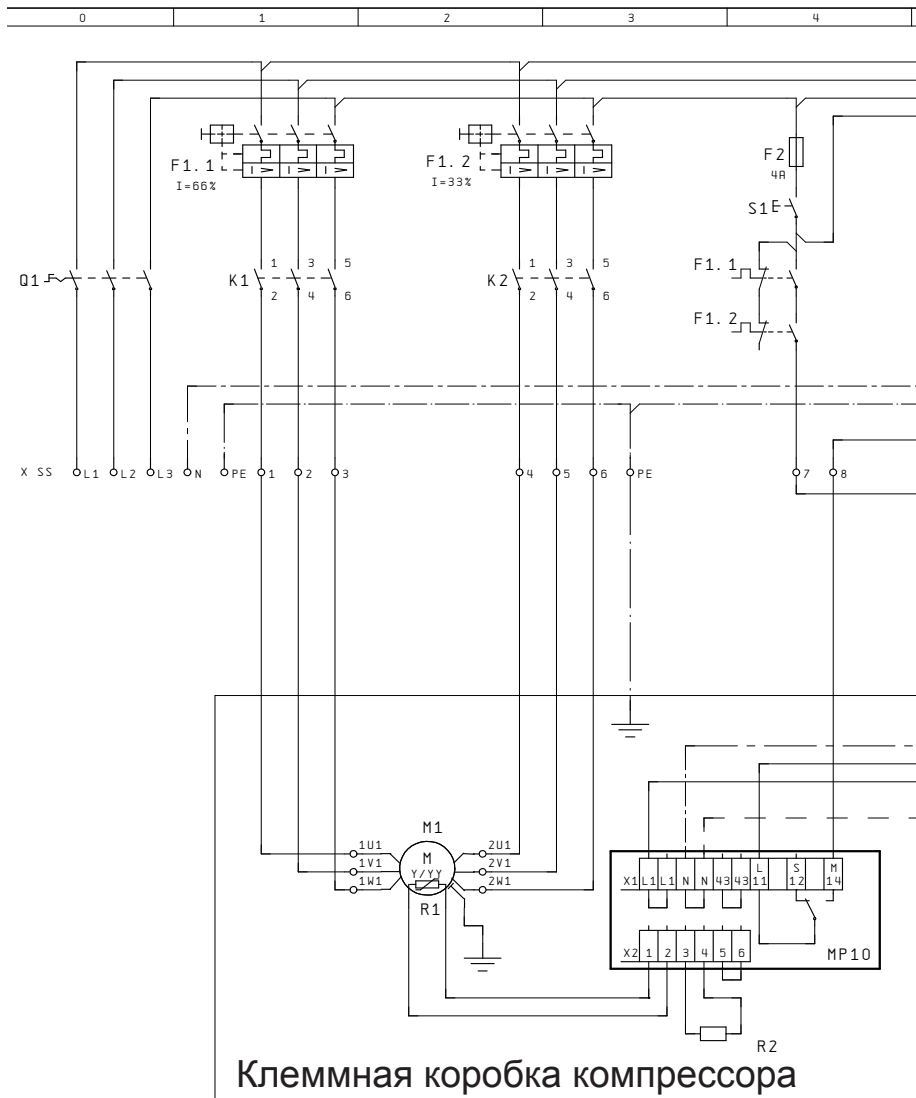 0 1 2 3 4
F1.1
I=66%
F1.2
I=33%
F2
4A
S1
Q1
K1
1 3 5
2 4 6
K2
1 3 5
2 4 6
F1.1
F1.2
X SS L1 L2 L3 N PE 1 2 3 4 5 6 PE 7 8
M1
1U1
1V1
1W1
M
Y/YY
2U1
2V1
2W1
R1
X1 L1 L1 N N 43 43 L 11 S 12 M 14
X2 1 2 3 4 5 6
MP10
R2
Клеммная коробка компрессора